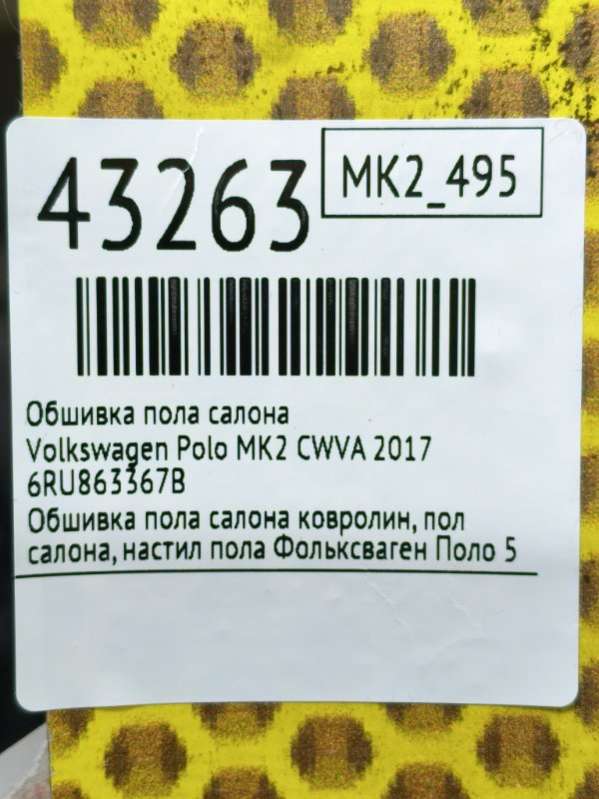 43263
MK2_495
Обшивка пола салона
Volkswagen Polo MK2 CWVA 2017
6RU863367B
Обшивка пола салона ковролин, пол
салона, настил пола Фольксваген Поло 5